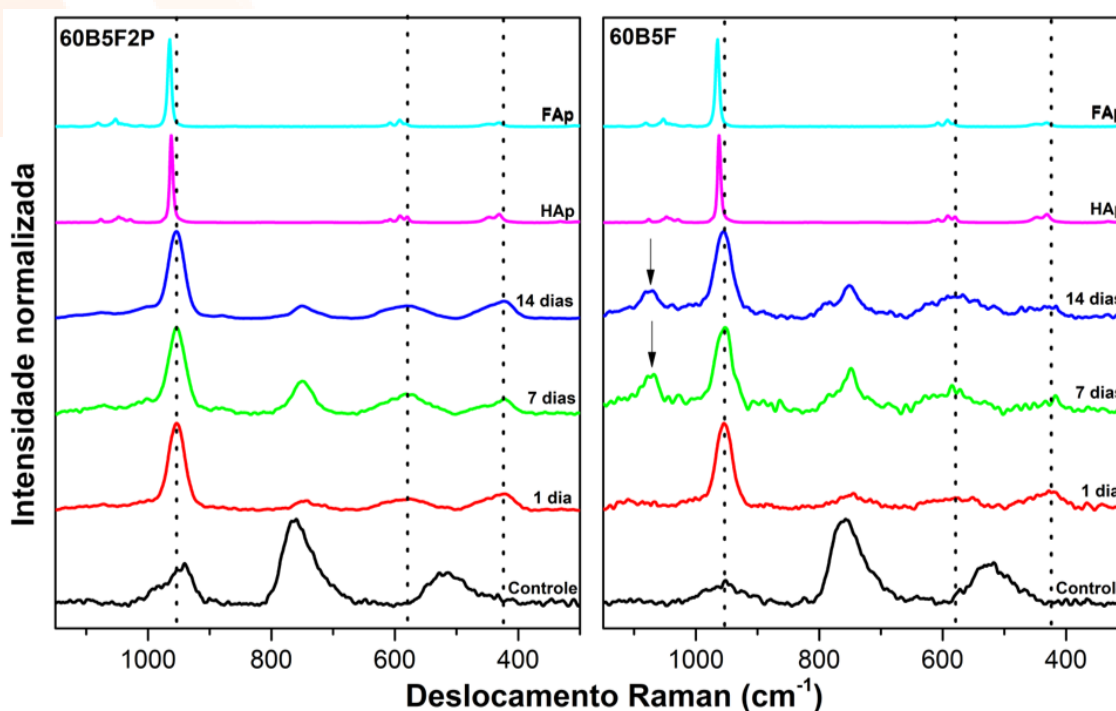 60B5F2P
60B5F
FAp
HAp
14 dias
7 dias
1 dia
Controle
FAp
HAp
14 dias
7 dias
1 dia
Controle
Intensidade normalizada
1000 800 600 400
1000 800 600 400
Deslocamento Raman (cm⁻¹)